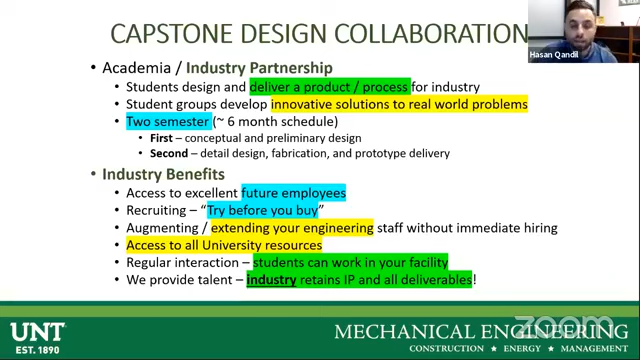 CAPSTONE DESIGN COLLABORATION
Hasan Qandil
• Academia / Industry Partnership
• Students design and deliver a product / process for industry
• Student groups develop innovative solutions to real world problems
• Two semester (~ 6 month schedule)
• First – conceptual and preliminary design
• Second – detail design, fabrication, and prototype delivery
• Industry Benefits
• Access to excellent future employees
• Recruiting – “Try before you buy”
• Augmenting / extending your engineering staff without immediate hiring
• Access to all University resources
• Regular interaction – students can work in your facility
• We provide talent – industry retains IP and all deliverables!
zoom
UNT
EST. 1890
MECHANICAL ENGINEERING
CONSTRUCTION ★ ENERGY ★ MANAGEMENT